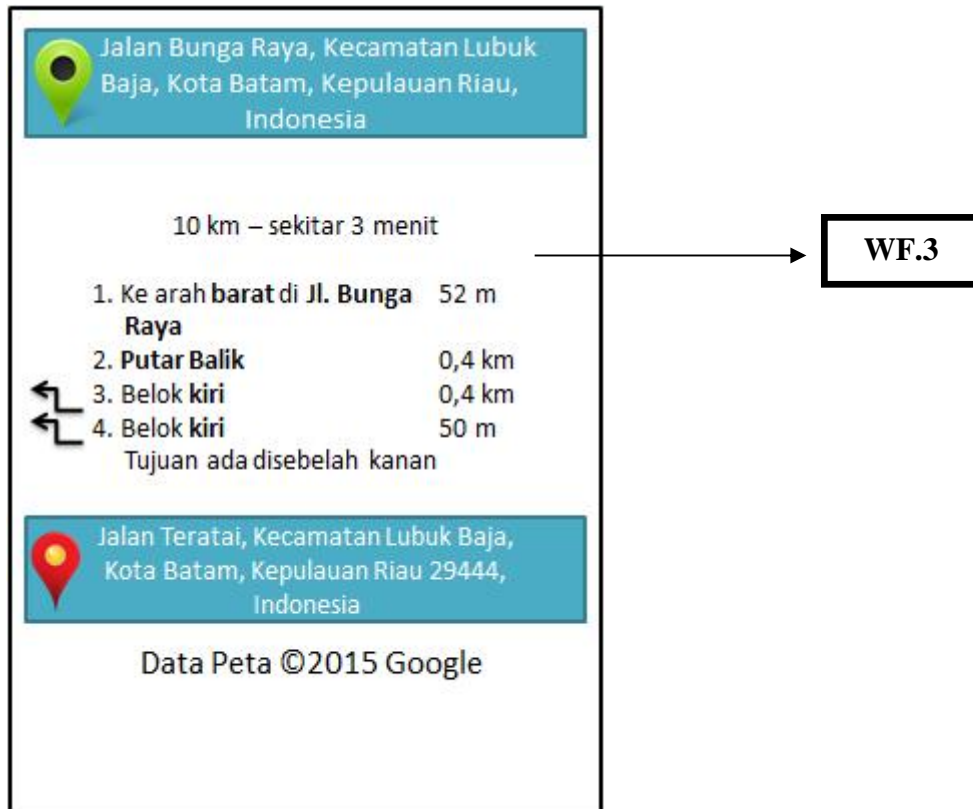 Jalan Bunga Raya, Kecamatan Lubuk
Baja, Kota Batam, Kepulauan Riau,
Indonesia
10 km – sekitar 3 menit
WF.3
1. Ke arah barat di Jl. Bunga 52 m
Raya
2. Putar Balik 0,4 km
3. Belok kiri 0,4 km
4. Belok kiri 50 m
Tujuan ada disebelah kanan
Jalan Teratai, Kecamatan Lubuk Baja,
Kota Batam, Kepulauan Riau 29444,
Indonesia
Data Peta ©2015 Google